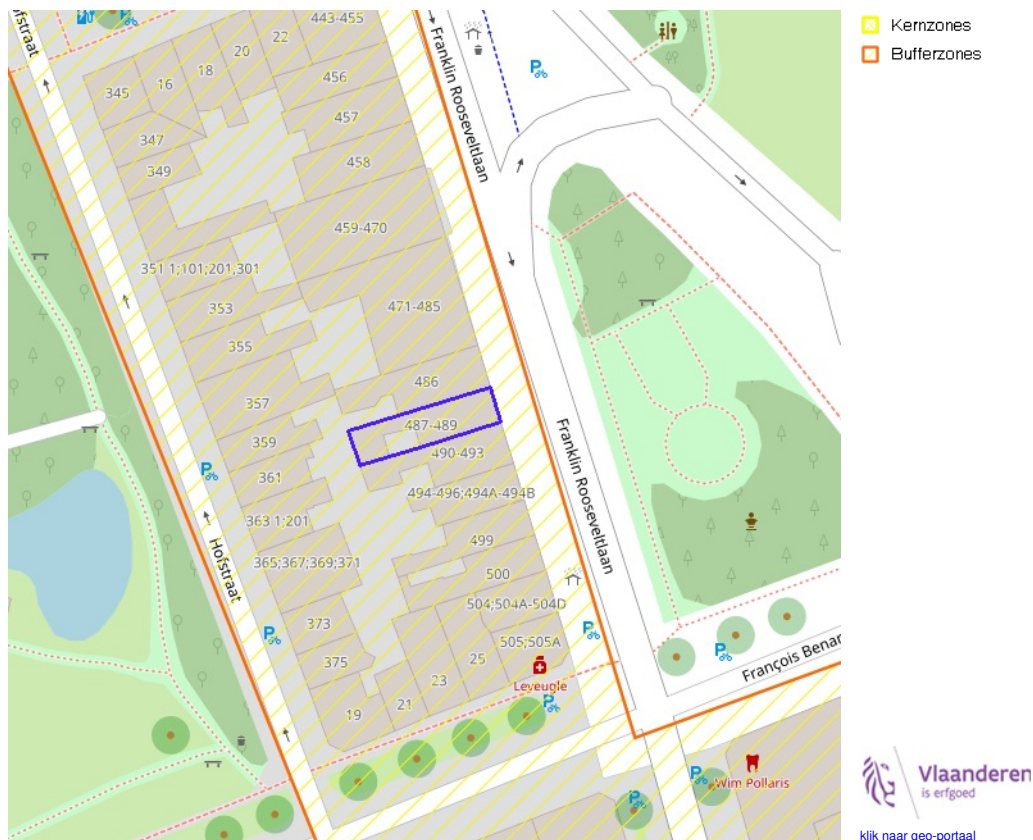 Kernzones
Bufferzones
ofstraat
443-455
22
20
18
16
345
456
457
347
349
458
Franklin Rooseveltlaan
459-470
351 1;101;201,301
353
355
471-485
357
486
487-489
359
490-493
361
494-496;494A-494B
363 1;201
499
365;367;369;371
500
504;504A-504D
505;505A
373
375
25
23
21
19
Hofstraat
Franklin Rooseveltlaan
Leveugle
François Benar
Wim Pollaris
P
P
P
P
P
P
P
P
P
Vlaanderen
is erfgoed
klik naar geo-portaal